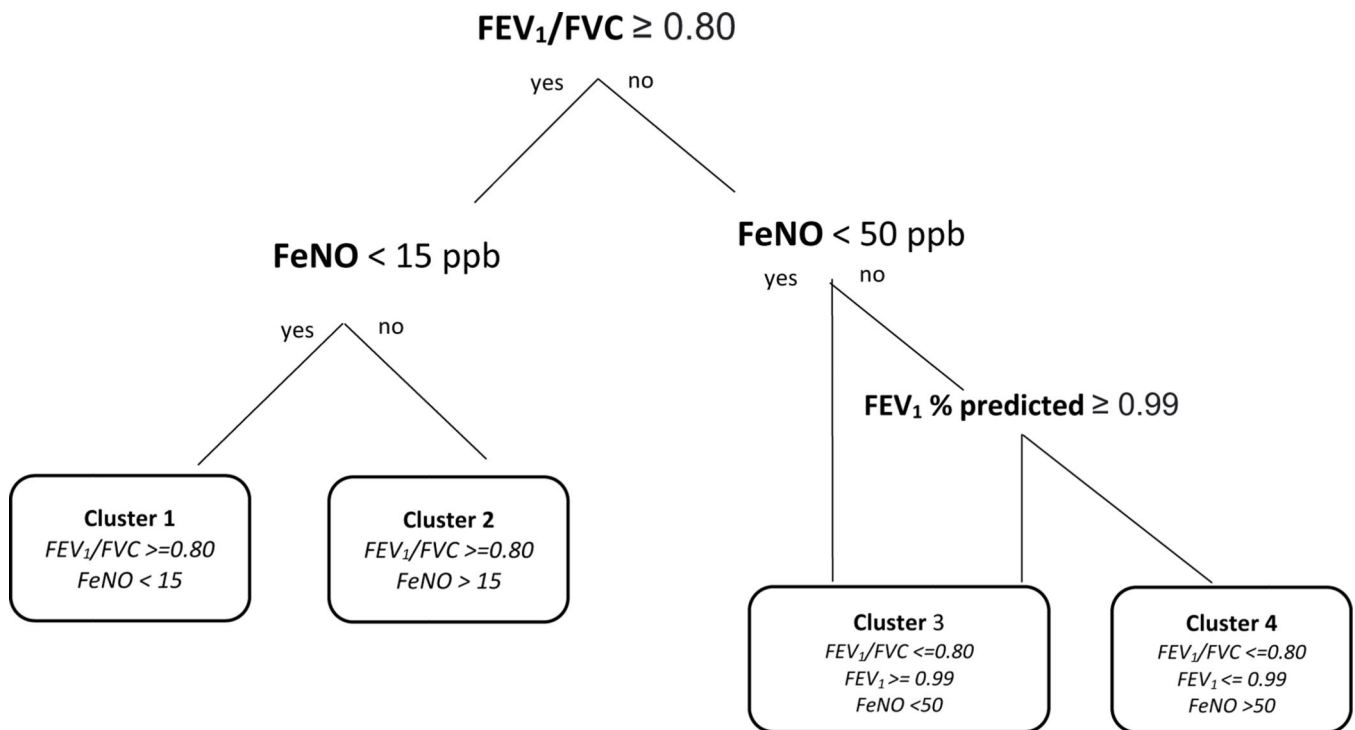 FEV₁/FVC ≥ 0.80
yes no
FeNO < 15 ppb
yes no
FeNO < 50 ppb
yes no
FEV₁ % predicted ≥ 0.99
Cluster 1
FEV₁/FVC >=0.80
FeNO < 15
Cluster 2
FEV₁/FVC >=0.80
FeNO > 15
Cluster 3
FEV₁/FVC <=0.80
FEV₁ >= 0.99
FeNO <50
Cluster 4
FEV₁/FVC <=0.80
FEV₁ <= 0.99
FeNO >50